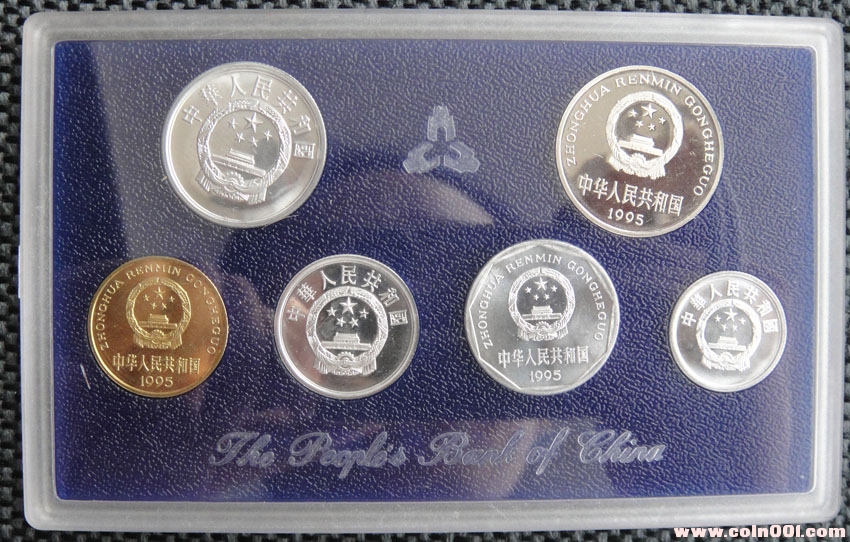 中華人民共和国
ZHONGHUA RENMIN GONGHEGUO
中华人民共和国
1995
ZHONGHUA RENMIN GONGHEGUO
中华人民共和国
1995
中華人民共和国
ZHONGHUA RENMIN GONGHEGUO
中华人民共和国
1995
中華人民共和国
The People's Bank of China
www.coin001.com